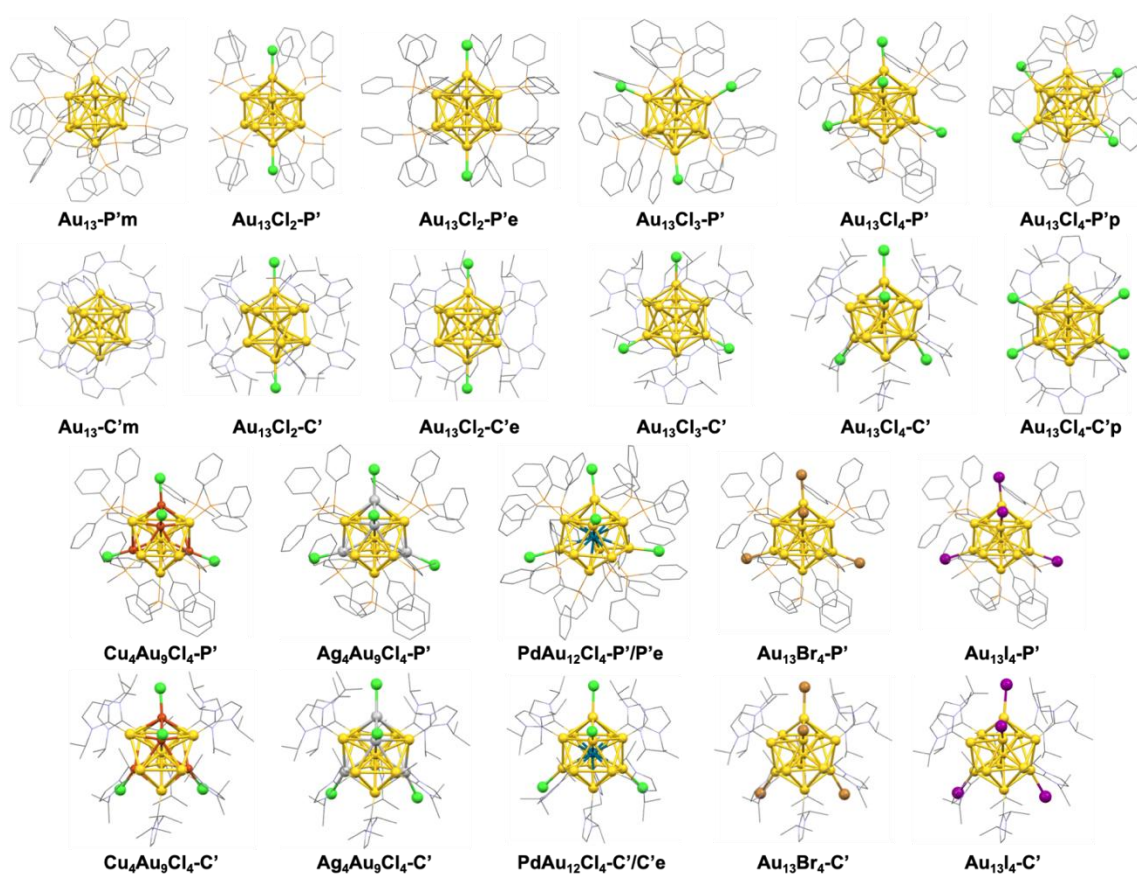 Au₁₃-P'm Au₁₃Cl₂-P' Au₁₃Cl₂-P'e Au₁₃Cl₃-P' Au₁₃Cl₄-P' Au₁₃Cl₄-P'p
Au₁₃-C'm Au₁₃Cl₂-C' Au₁₃Cl₂-C'e Au₁₃Cl₃-C' Au₁₃Cl₄-C' Au₁₃Cl₄-C'p
Cu₄Au₉Cl₄-P' Ag₄Au₉Cl₄-P' PdAu₁₂Cl₄-P'/P'e Au₁₃Br₄-P' Au₁₃I₄-P'
Cu₄Au₉Cl₄-C' Ag₄Au₉Cl₄-C' PdAu₁₂Cl₄-C'/C'e Au₁₃Br₄-C' Au₁₃I₄-C'